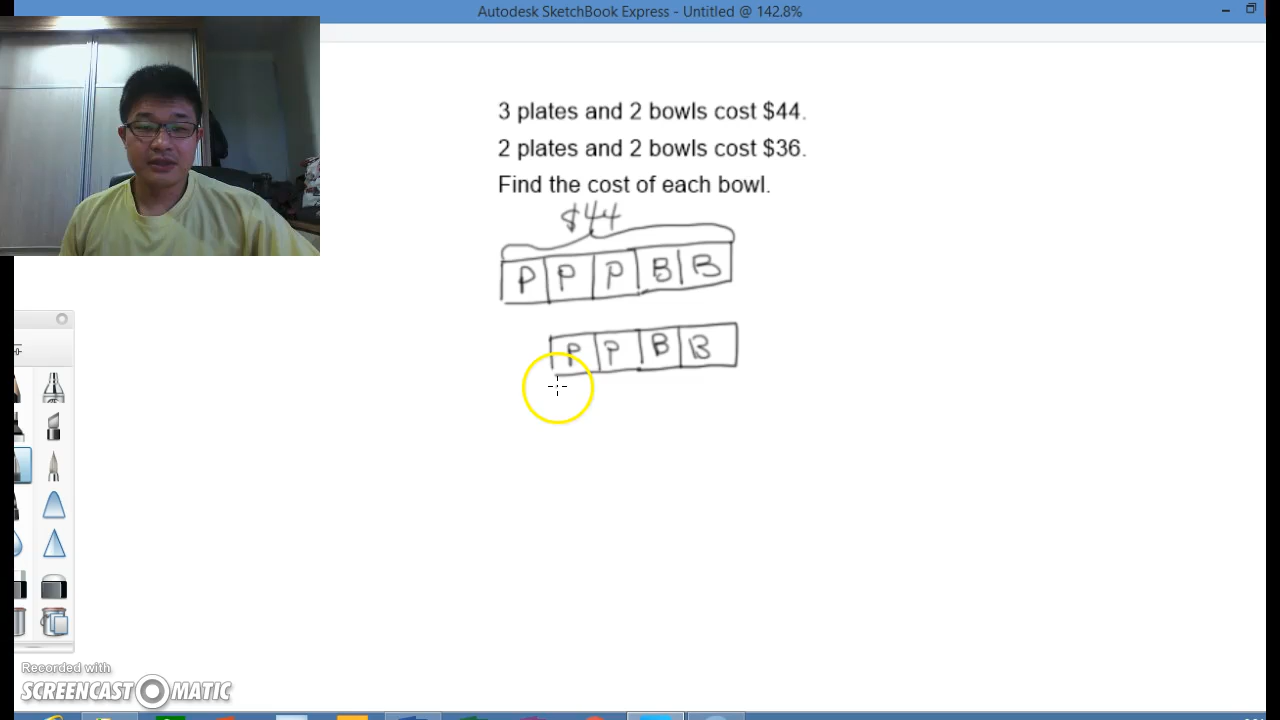 Autodesk SketchBook Express - Untitled @ 142.8%
3 plates and 2 bowls cost $44.
2 plates and 2 bowls cost $36.
Find the cost of each bowl.
$44
P P P B B
P P B B
Recorded with
SCREENCAST MATIC